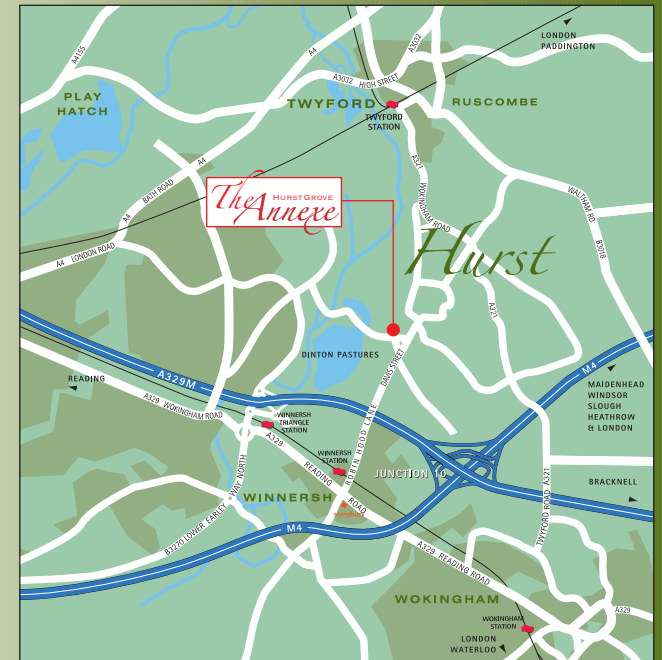 A4155
A4
A3032
LONDON
PADDINGTON
A3032 HIGH STREET
PLAY
HATCH
TWYFORD
RUSCOMBE
TWYFORD
STATION
A4
A321
BATH ROAD
WOKINGHAM ROAD
WALTHAM RD
The Annexe
HURST GROVE
A4
B3018
A4 LONDON ROAD
Hurst
A321
DINTON PASTURES
DAVIS STREET
A329M
M4
READING
MAIDENHEAD
WINDSOR
SLOUGH
HEATHROW
& LONDON
A329 WOKINGHAM ROAD
WINNERSH
TRIANGLE
STATION
A329
ROBIN HOOD LANE
WINNERSH
STATION
READING ROAD
JUNCTION 10
WAY NORTH
A321
BRACKNELL
WINNERSH
B3270 LOWER EARLEY
TWYFORD ROAD
M4
A329 READING ROAD
WOKINGHAM
A329
WOKINGHAM
STATION
LONDON
WATERLOO